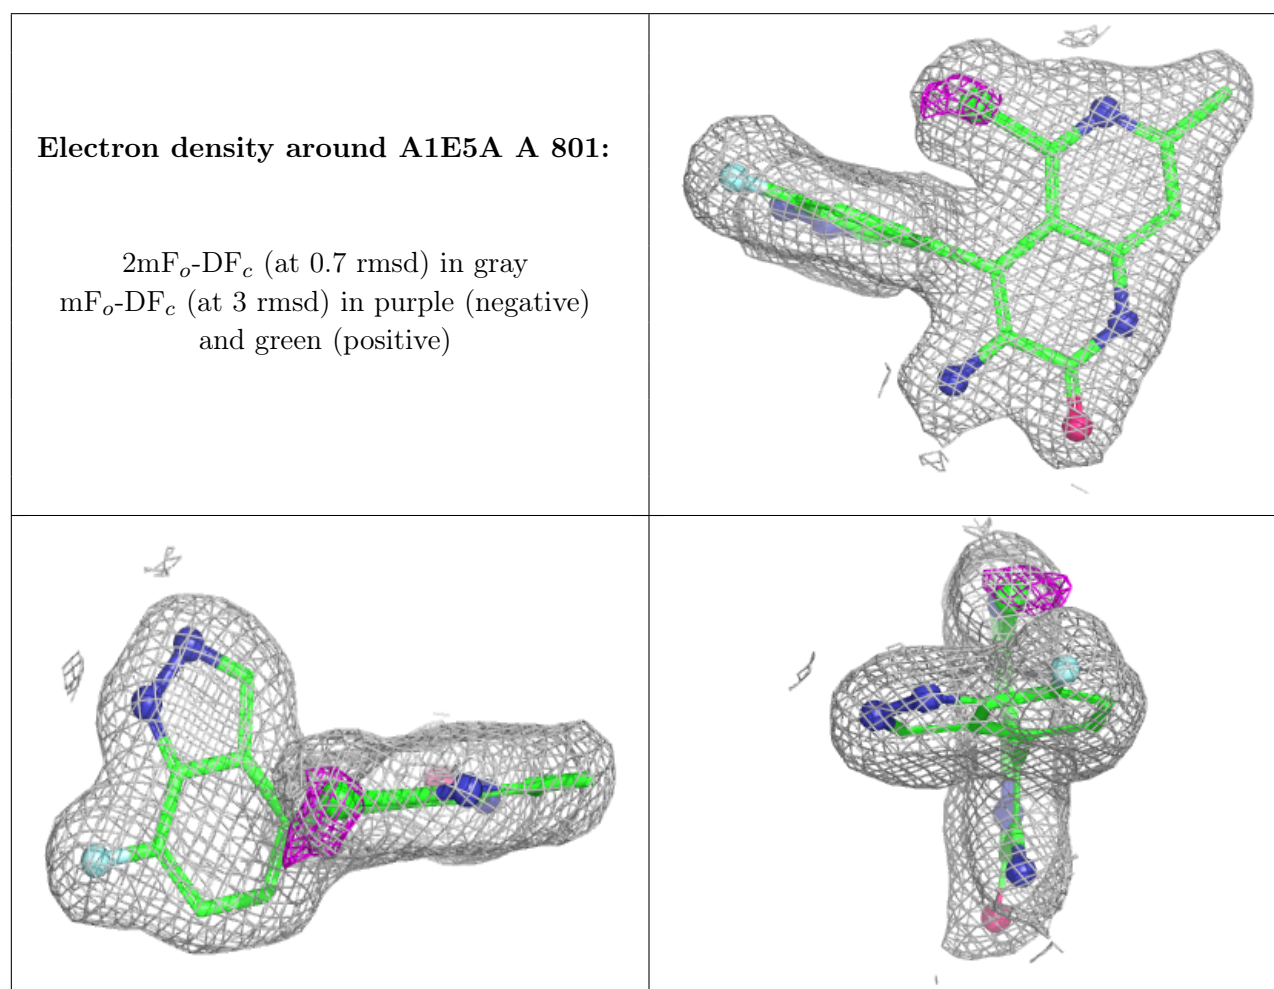 Electron density around A1E5A A 801:
2mFo-DFc (at 0.7 rmsd) in gray
mFo-DFc (at 3 rmsd) in purple (negative)
and green (positive)